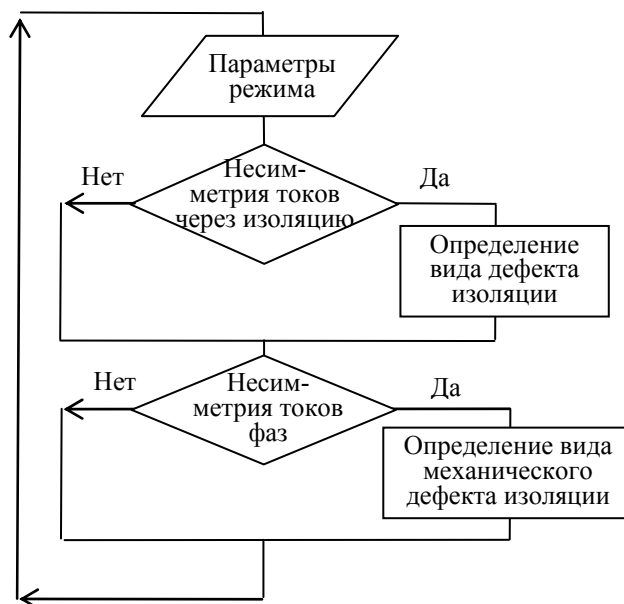 Параметры
режима
Несим-
метрия токов
через изоляцию
Нет
Да
Определение
вида дефекта
изоляции
Несим-
метрия токов
фаз
Нет
Да
Определение вида
механического
дефекта изоляции